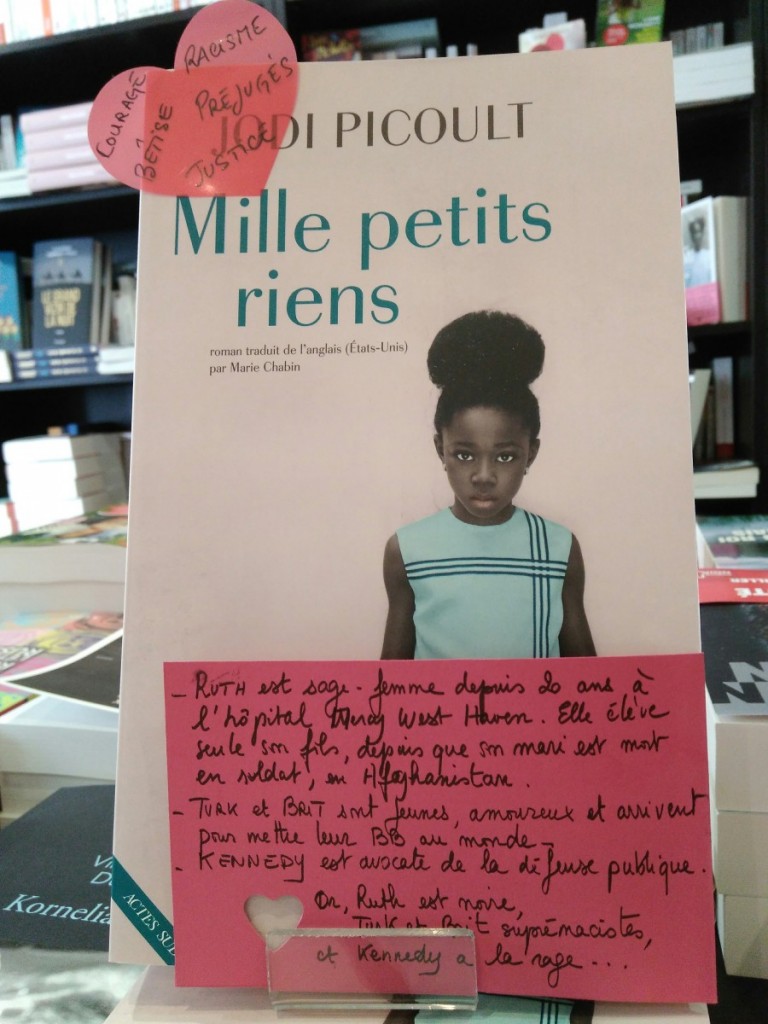 COURAGE
RACISME
BÊTISE
PRÉJUGÉS
JUSTICE
JODI PICOULT
Mille petits
riens
roman traduit de l'anglais (États-Unis)
par Marie Chabin
- RUTH est sage-femme depuis 20 ans à
l'hôpital Mercy West Haven. Elle élève
seule son fils, depuis que son mari est mort
en soldat, en Afghanistan.
- TURK et BRIT sont jeunes, amoureux et arrivent
pour mettre leur BB au monde -
- KENNEDY est avocate de la défense publique.
Or, Ruth est noire,
Turk et Brit suprémacistes,
et Kennedy a la rage...
ACTES SUD
Kornelia